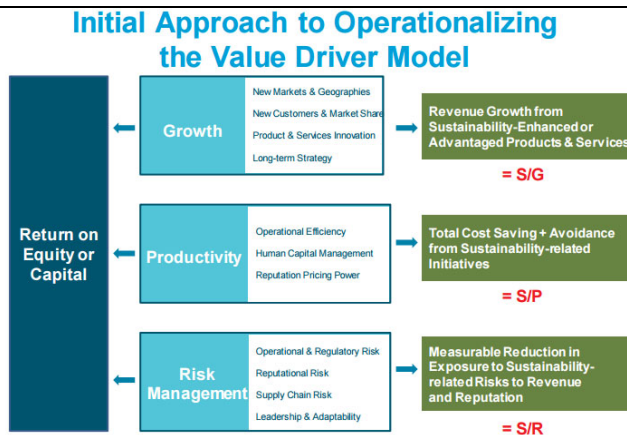 Initial Approach to Operationalizing
the Value Driver Model
Return on
Equity or
Capital
Growth
New Markets & Geographies
New Customers & Market Share
Product & Services Innovation
Long-term Strategy
Revenue Growth from
Sustainability-Enhanced or
Advantaged Products & Services
= S/G
Productivity
Operational Efficiency
Human Capital Management
Reputation Pricing Power
Total Cost Saving + Avoidance
from Sustainability-related
Initiatives
= S/P
Risk
Management
Operational & Regulatory Risk
Reputational Risk
Supply Chain Risk
Leadership & Adaptability
Measurable Reduction in
Exposure to Sustainability-
related Risks to Revenue
and Reputation
= S/R